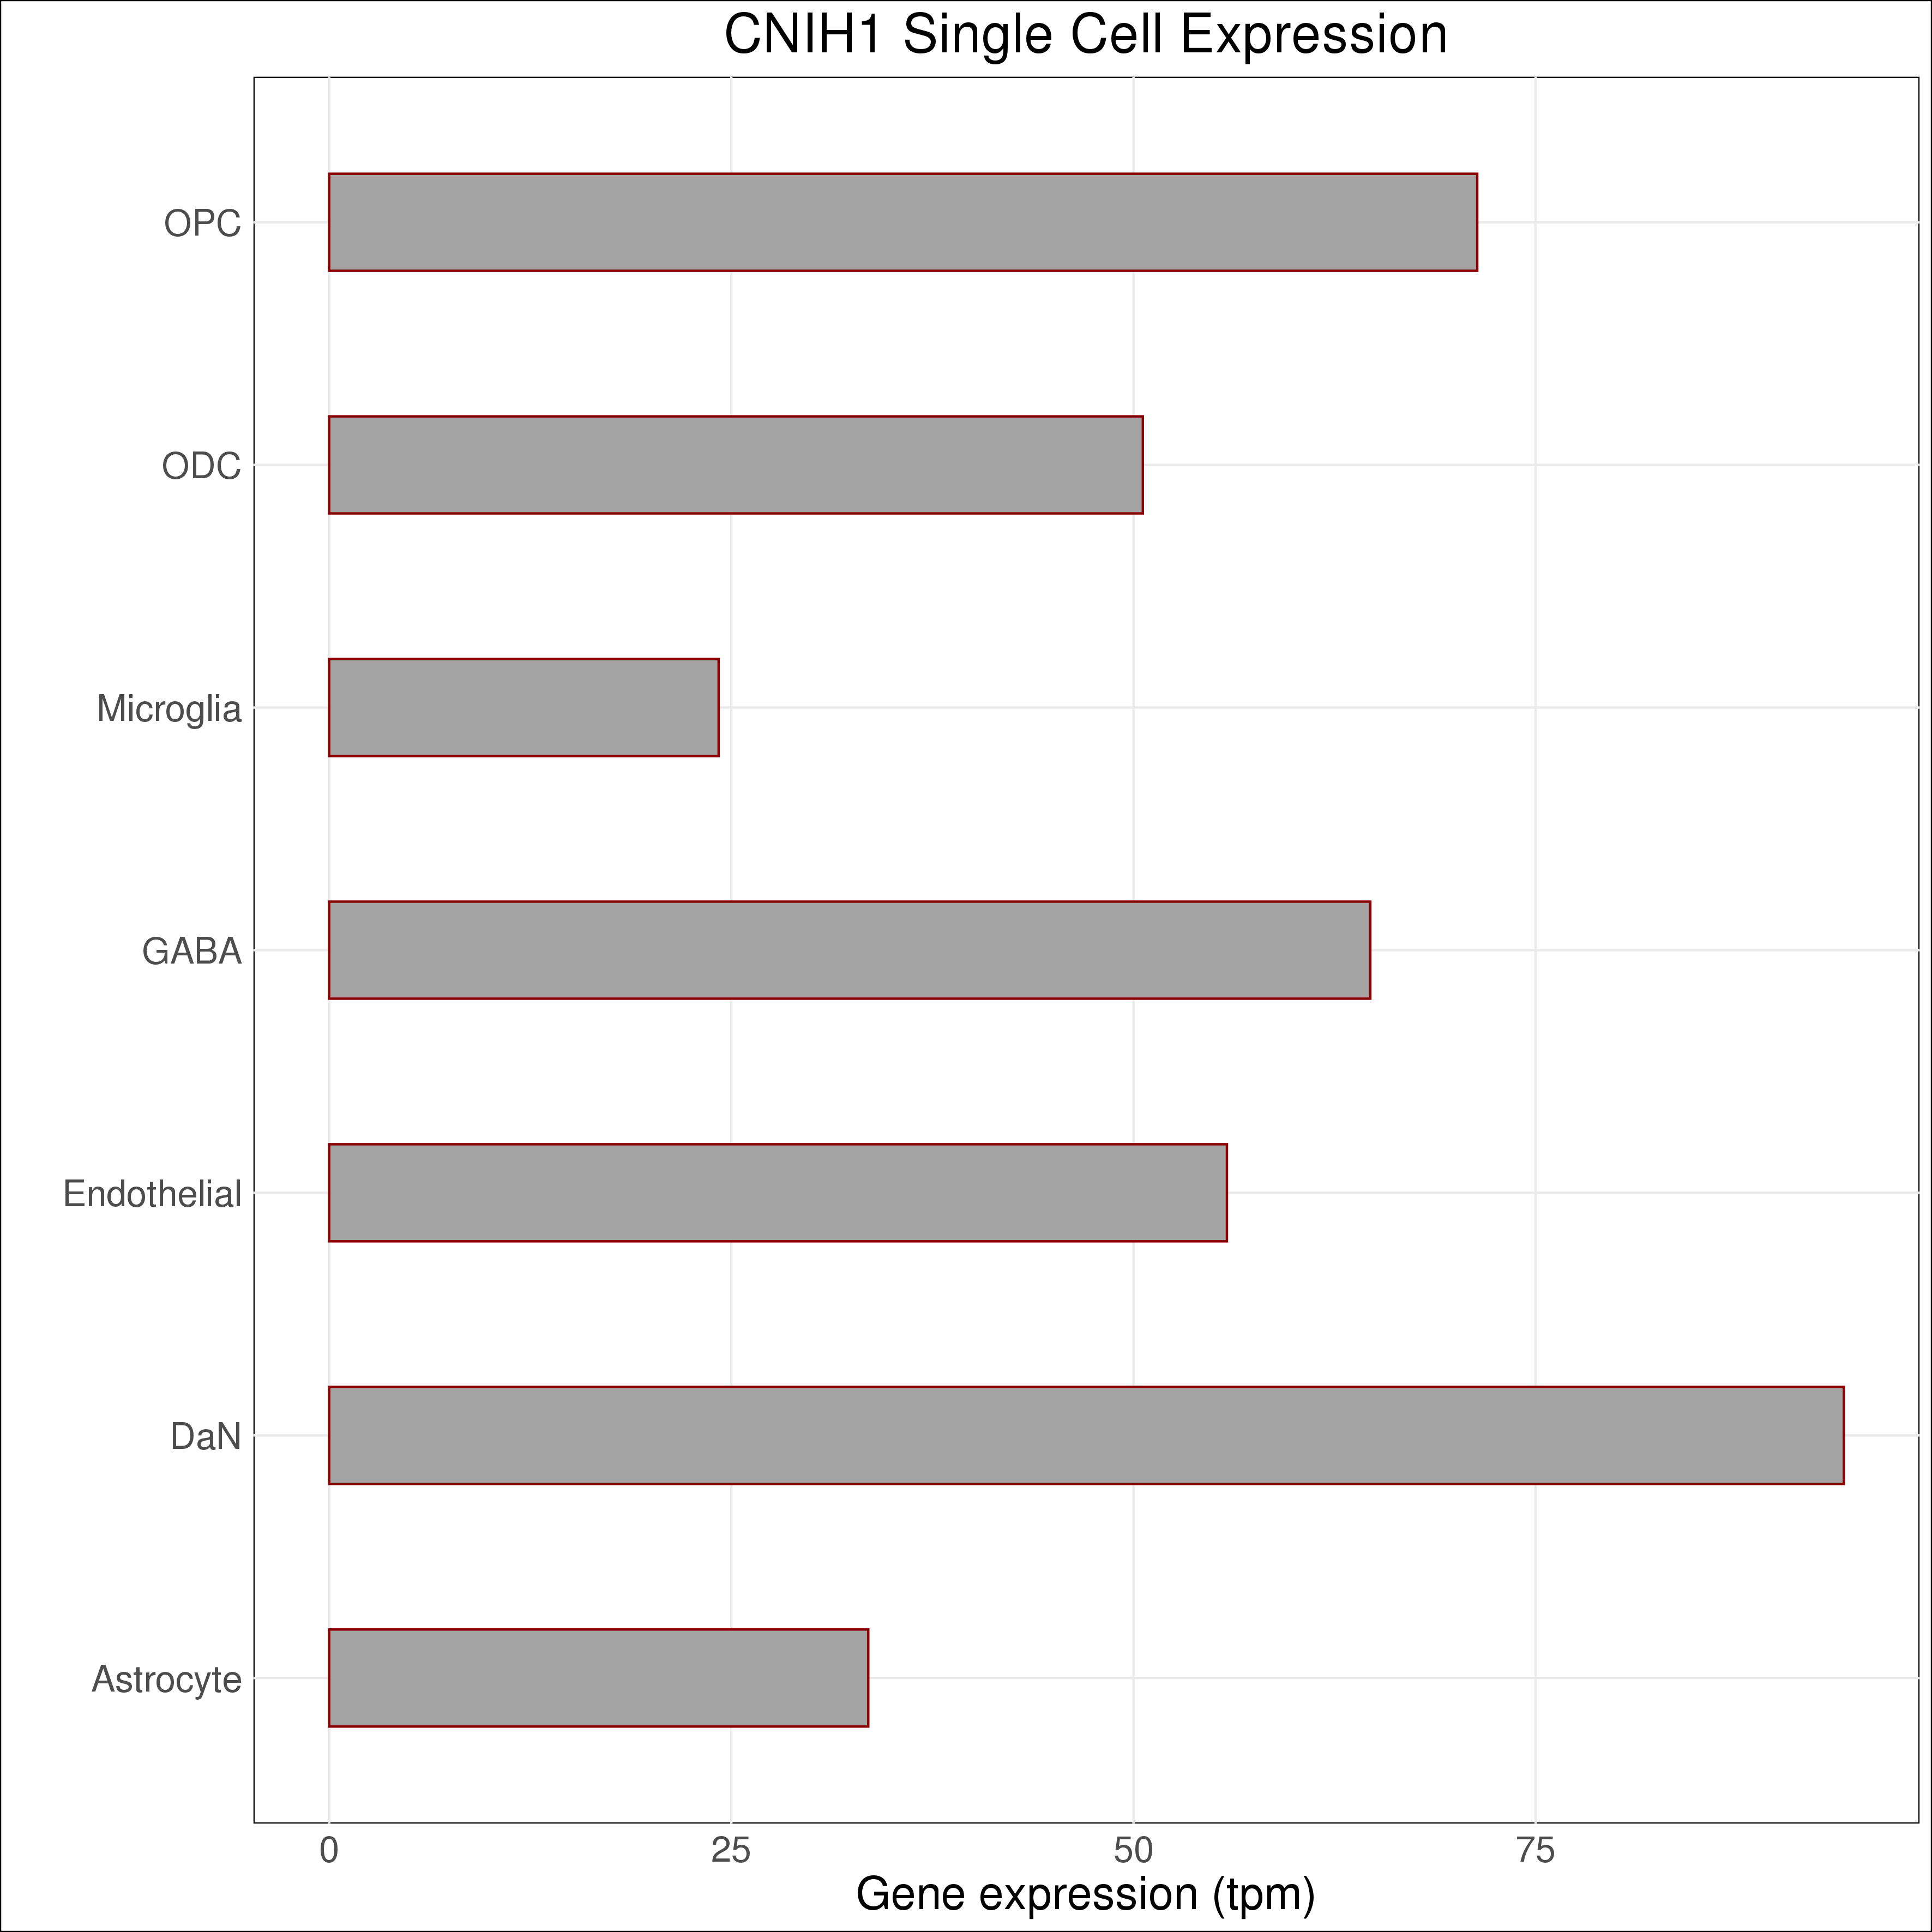 CNIH1 Single Cell Expression
OPC
ODC
Microglia
GABA
Endothelial
DaN
Astrocyte
0 25 50 75
Gene expression (tpm)